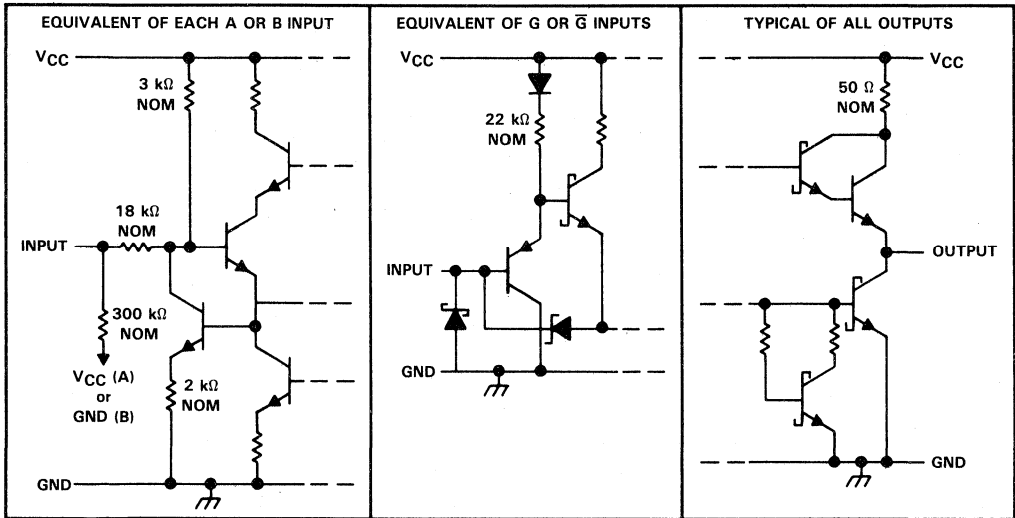 EQUIVALENT OF EACH A OR B INPUT
VCC
3 kΩ
NOM
18 kΩ
NOM
INPUT
300 kΩ
NOM
VCC (A)
or
GND (B)
2 kΩ
NOM
GND
EQUIVALENT OF G OR G̅ INPUTS
VCC
22 kΩ
NOM
INPUT
GND
TYPICAL OF ALL OUTPUTS
VCC
50 Ω
NOM
OUTPUT
GND